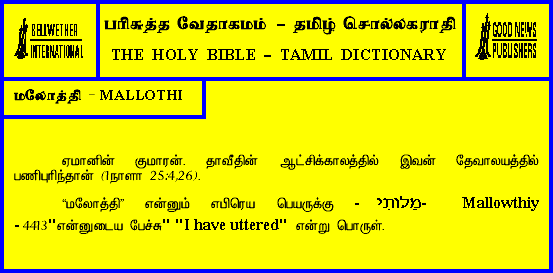 BELLWETHER
INTERNATIONAL
பரிசுத்த வேதாகமம் - தமிழ் சொல்லகராதி
THE HOLY BIBLE – TAMIL DICTIONARY
GOOD NEWS
PUBLISHERS
மலோத்தி - MALLOTHI
ஏமானின் குமாரன். தாவீதின் ஆட்சிக்காலத்தில் இவன் தேவாலயத்தில்
பணிபுரிந்தான் (1நாளா 25:4,26).
“மலோத்தி” என்னும் எபிரெய பெயருக்கு - מַלּוֹתִי- Mallowthiy
- 4413"என்னுடைய பேச்சு" "I have uttered" என்று பொருள்.